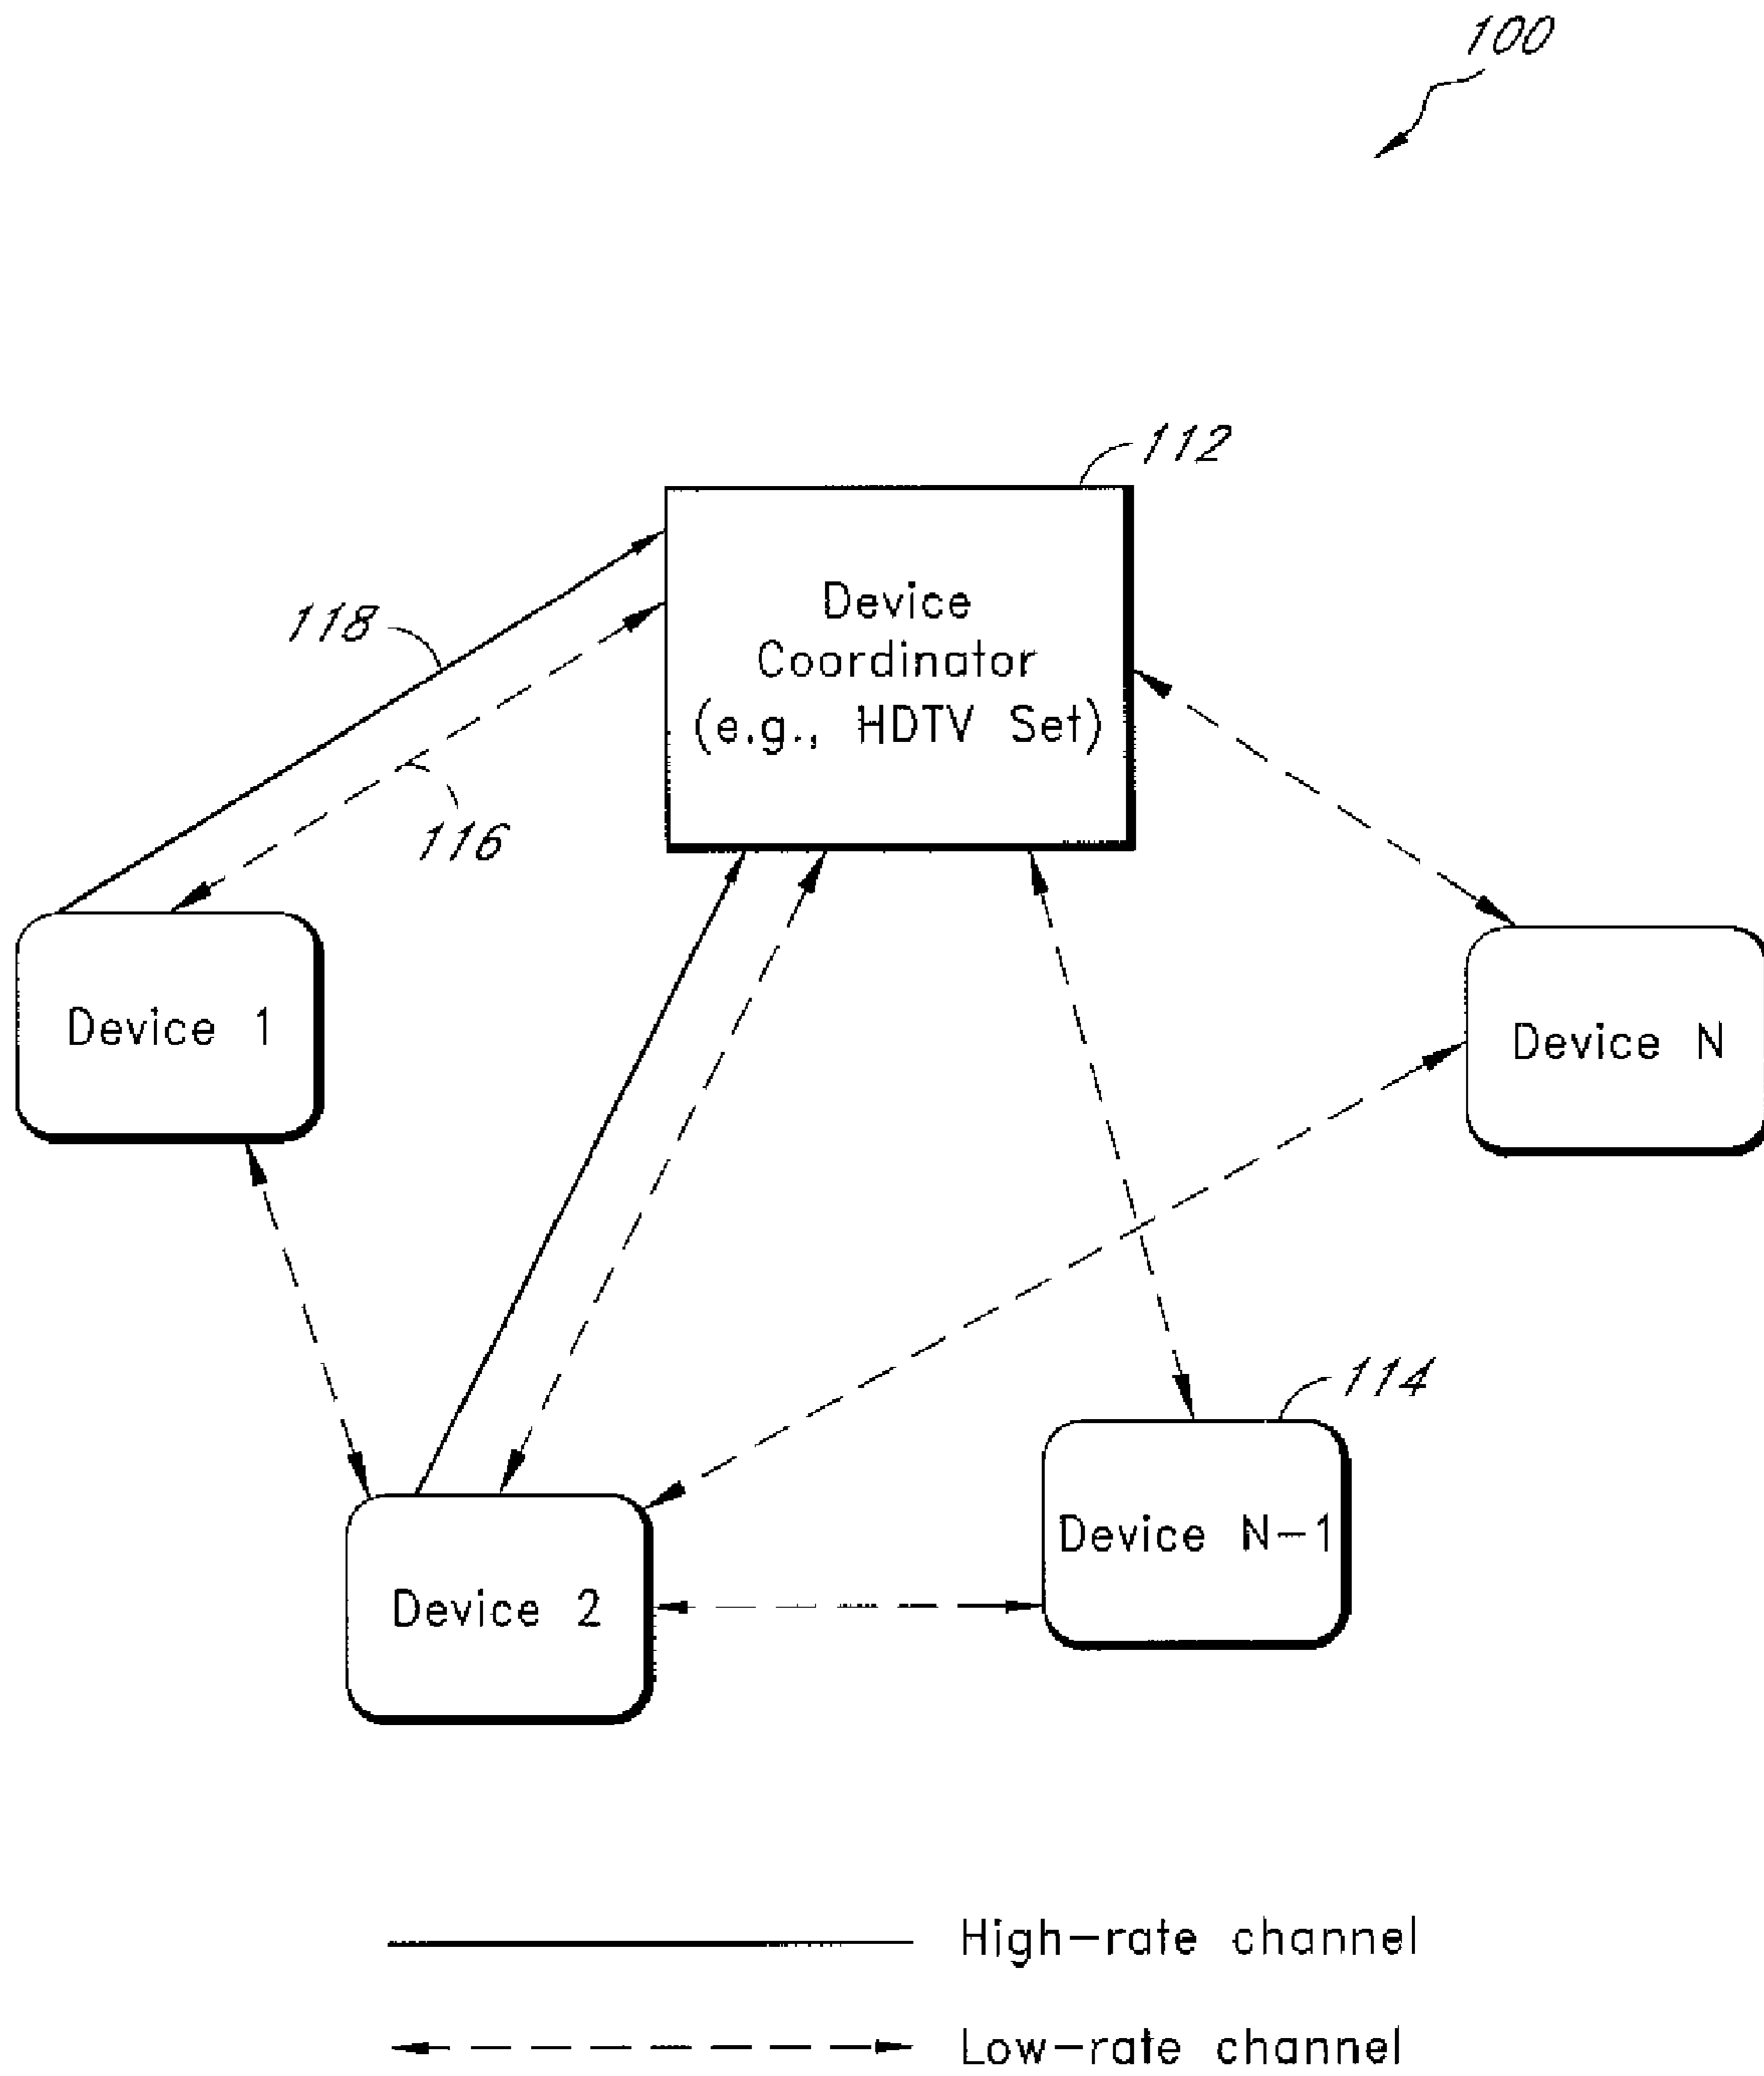 100
112
Device
Coordinator
(e.g., HDTV Set)
118
116
Device 1
Device N
114
Device N-1
Device 2
High-rate channel
Low-rate channel